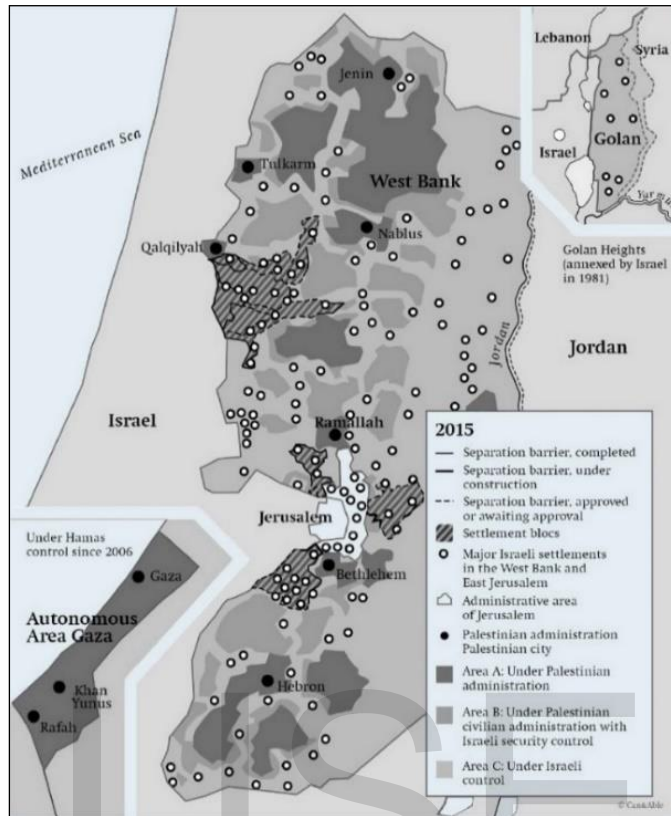 Lebanon
Syria
Golan
Israel
Golan Heights
(annexed by Israel
in 1981)
Mediterranean Sea
Jenin
Tulkarm
West Bank
Nablus
Qalqilyah
Jordan
Jordan
Israel
Ramallah
Jerusalem
Bethlehem
Hebron
Under Hamas
control since 2006
Gaza
Autonomous
Area Gaza
Khan
Yunus
Rafah
2015
Separation barrier, completed
Separation barrier, under
construction
Separation barrier, approved
or awaiting approval
Settlement blocs
Major Israeli settlements
in the West Bank and
East Jerusalem
Administrative area
of Jerusalem
Palestinian administration
Palestinian city
Area A: Under Palestinian
administration
Area B: Under Palestinian
civilian administration with
Israeli security control
Area C: Under Israeli
control